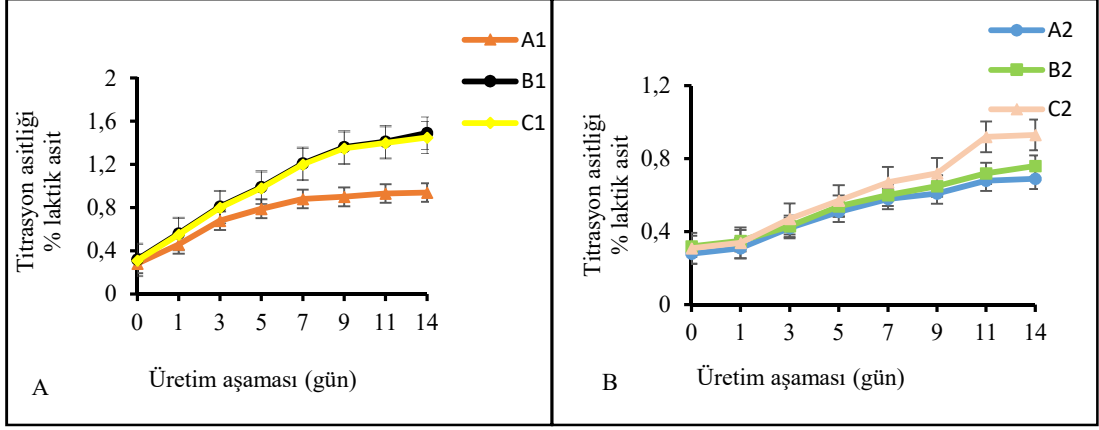 A1
B1
C1
Titrasyon asitliği
% laktik asit
2
1,6
1,2
0,8
0,4
0
0 1 3 5 7 9 11 14
Üretim aşaması (gün)
A
A2
B2
C2
Titrasyon asitliği
% laktik asit
1,2
0,8
0,4
0
0 1 3 5 7 9 11 14
Üretim aşaması (gün)
B